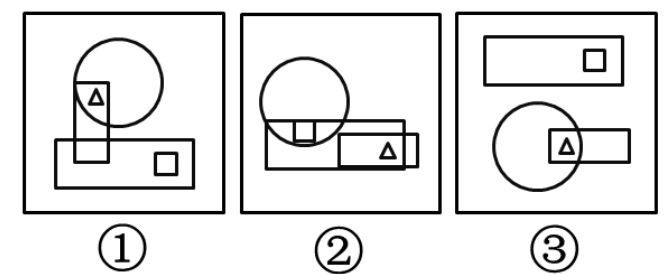 ① ② ③